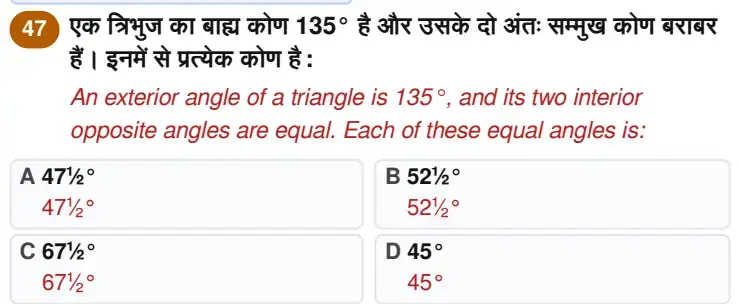 47 एक त्रिभुज का बाह्य कोण 135° है और उसके दो अंतः सम्मुख कोण बराबर
हैं। इनमें से प्रत्येक कोण है :
An exterior angle of a triangle is 135°, and its two interior
opposite angles are equal. Each of these equal angles is:
A 47½°
47½°
B 52½°
52½°
C 67½°
67½°
D 45°
45°